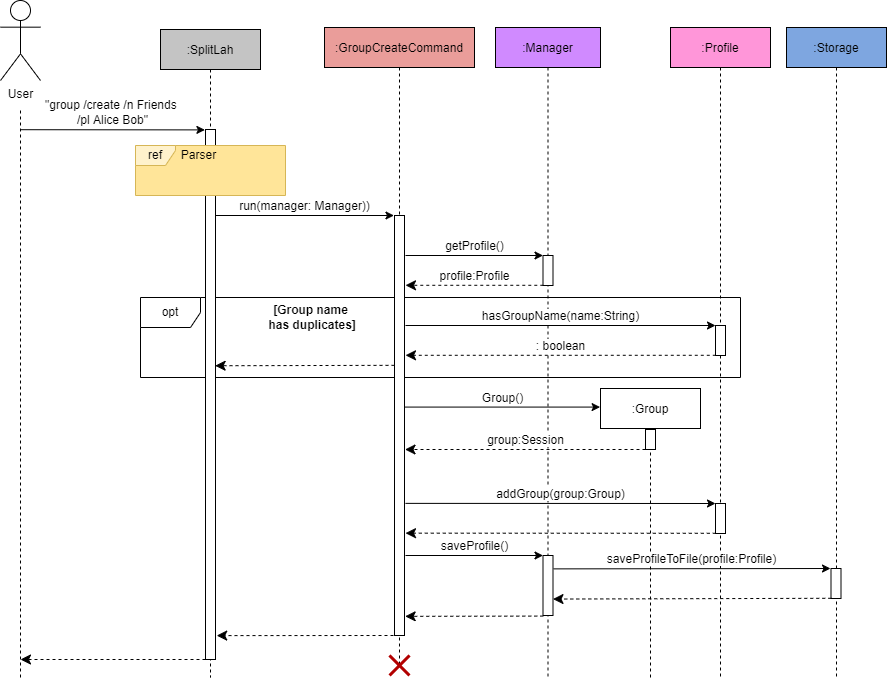 :SplitLah
:GroupCreateCommand
:Manager
:Profile
:Storage
User
"group /create /n Friends
/pl Alice Bob"
ref
Parser
run(manager: Manager))
getProfile()
profile:Profile
opt
[Group name
has duplicates]
hasGroupName(name:String)
: boolean
Group()
:Group
group:Session
addGroup(group:Group)
saveProfile()
saveProfileToFile(profile:Profile)